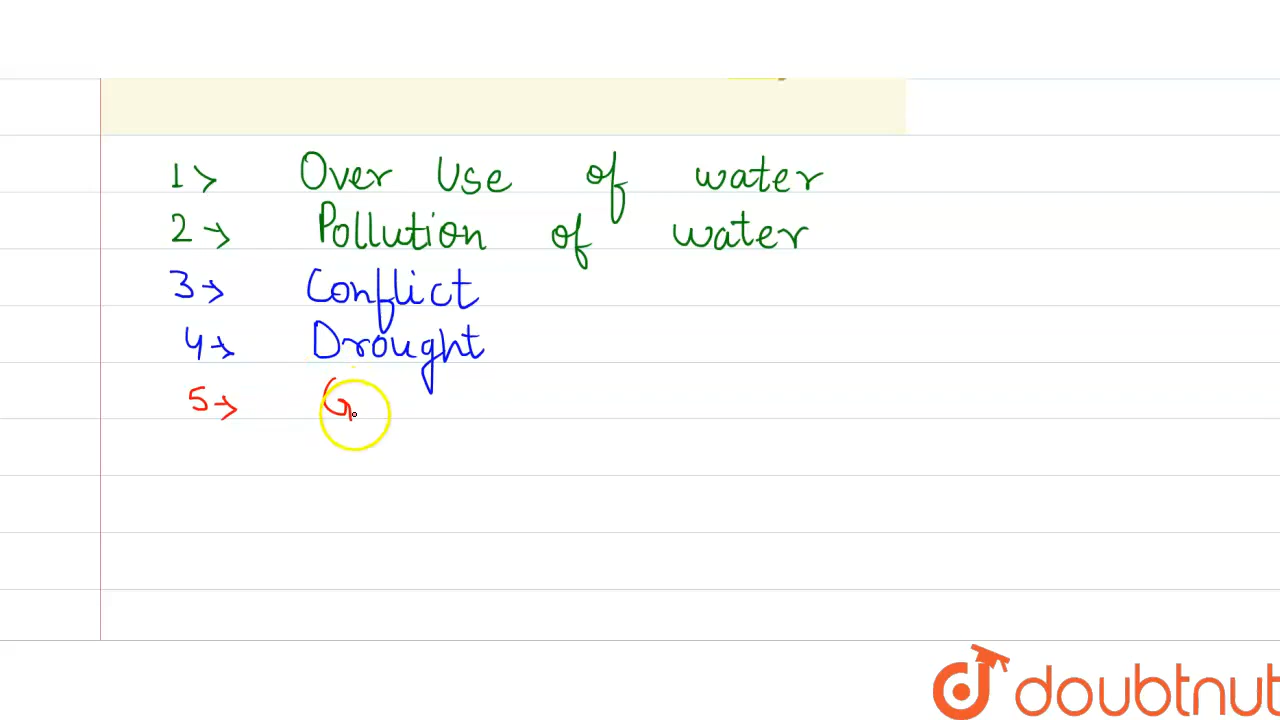 1> Over Use of water
2→ Pollution of water
3→ Conflict
4→ Drought
5→ G
doubtnut